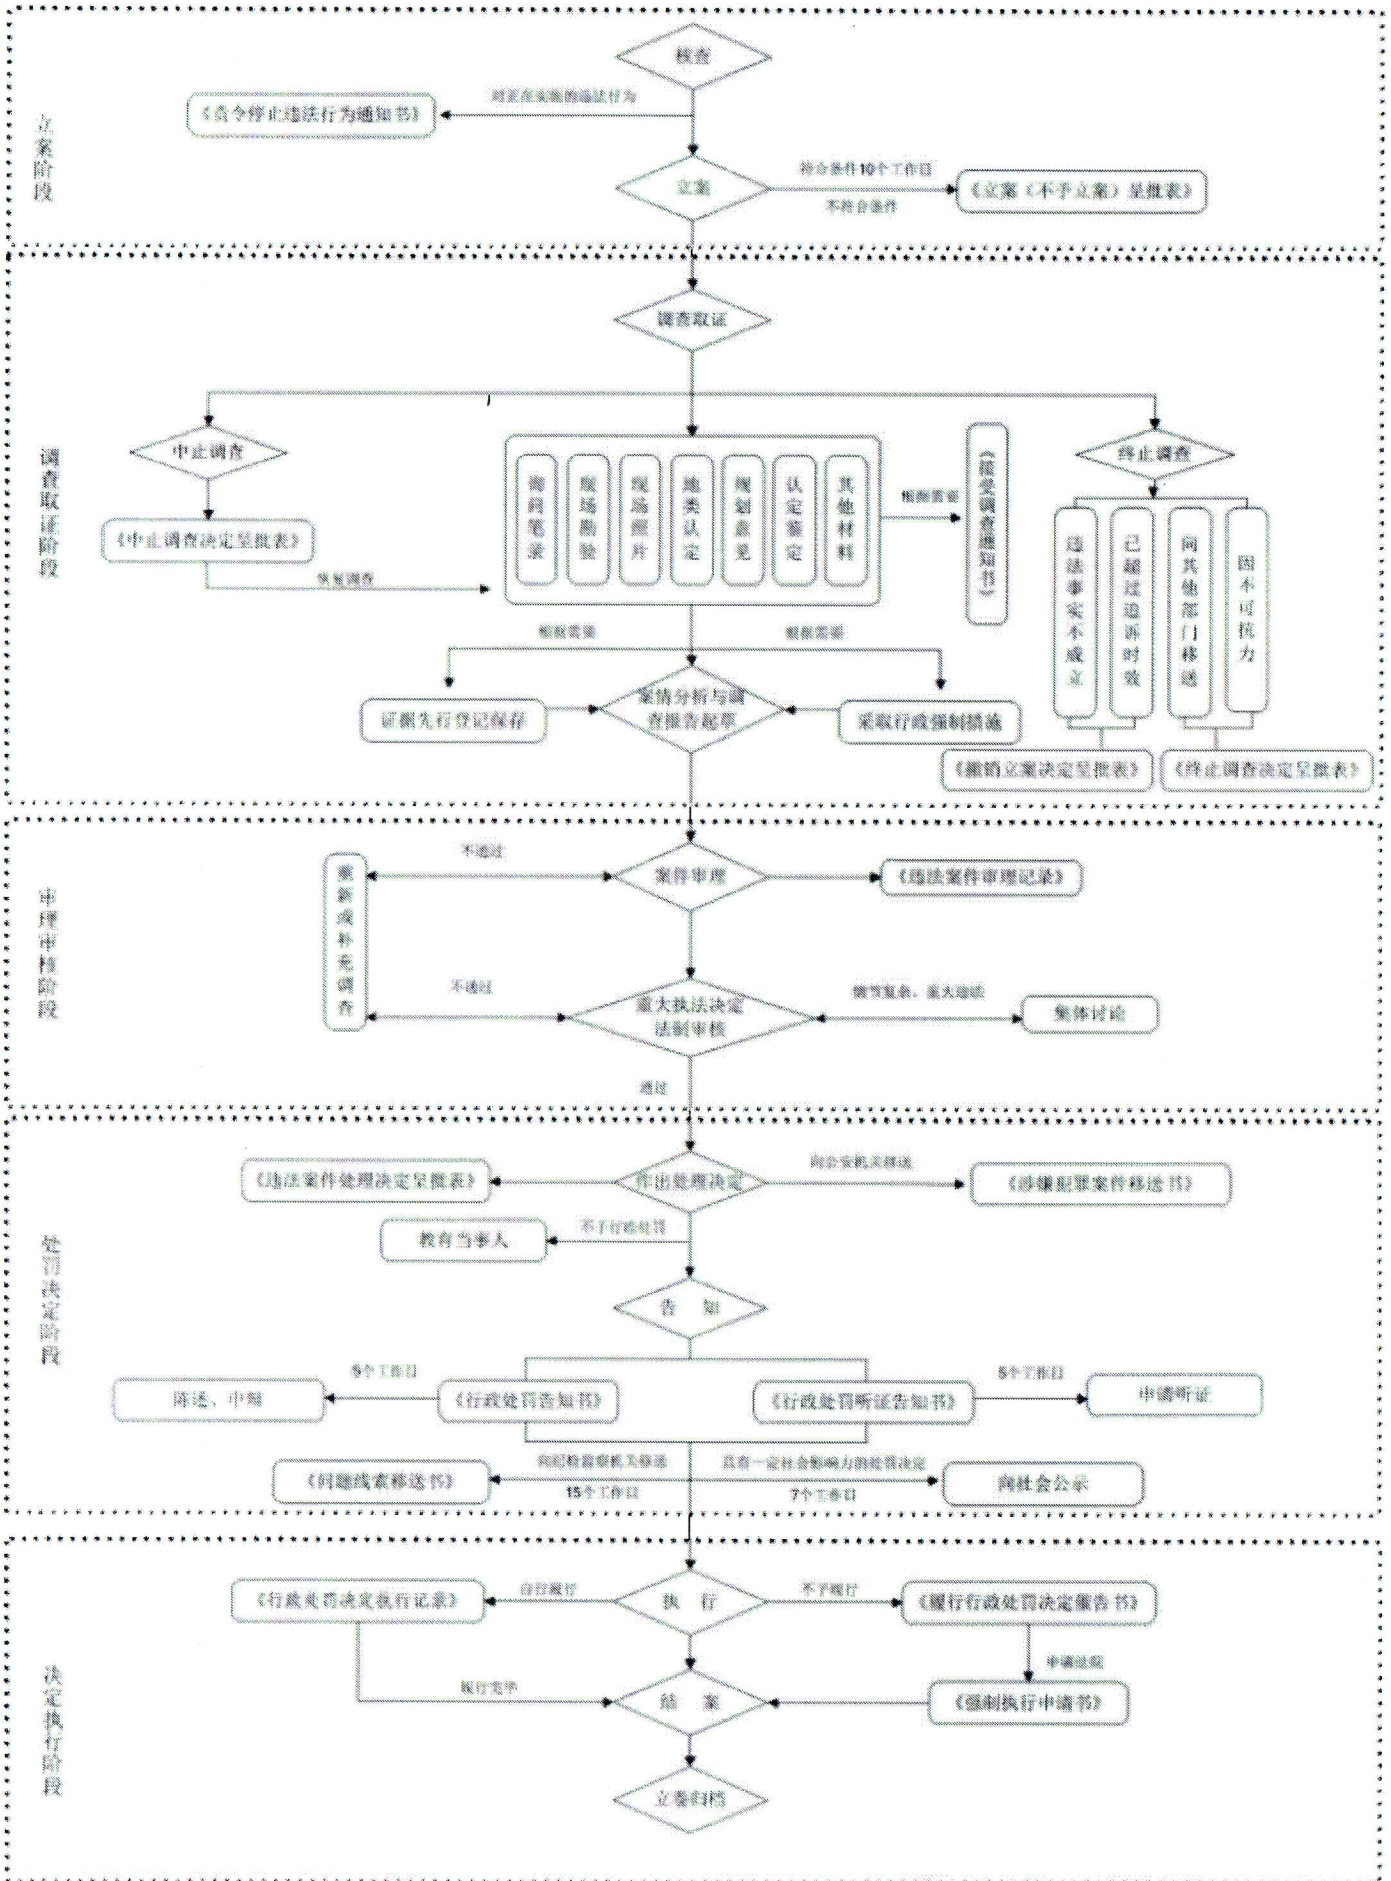 立案阶段
核查
对正在实施的违法行为
《责令停止违法行为通知书》
立案
符合条件10个工作日
不符合条件
《立案（不予立案）呈批表》
调查取证阶段
调查取证
中止调查
《中止调查决定呈批表》
恢复调查
询问笔录
现场勘验
现场照片
地类认定
规划意见
认定鉴定
其他材料
根据需要
《接受调查通知书》
终止调查
违法事实不成立
已超过追诉时效
向其他部门移送
因不可抗力
《撤销立案决定呈批表》
《终止调查决定呈批表》
根据需要
根据需要
证据先行登记保存
案情分析与调
查报告起草
采取行政强制措施
审理审核阶段
不通过
重新或补充调查
案件审理
《违法案件审理记录》
不通过
重大执法决定
法制审核
情节复杂、重大违法
集体讨论
通过
处罚决定阶段
《违法案件处理决定呈批表》
作出处理决定
向公安机关移送
《涉嫌犯罪案件移送书》
教育当事人
不予行政处罚
告 知
陈述、申辩
5个工作日
《行政处罚告知书》
《行政处罚听证告知书》
5个工作日
申请听证
《问题线索移送书》
向纪检监察机关移送
15个工作日
具有一定社会影响力的处罚决定
7个工作日
向社会公示
决定执行阶段
《行政处罚决定执行记录》
自行履行
执 行
不予履行
《履行行政处罚决定催告书》
申请法院
履行完毕
结 案
《强制执行申请书》
立卷归档